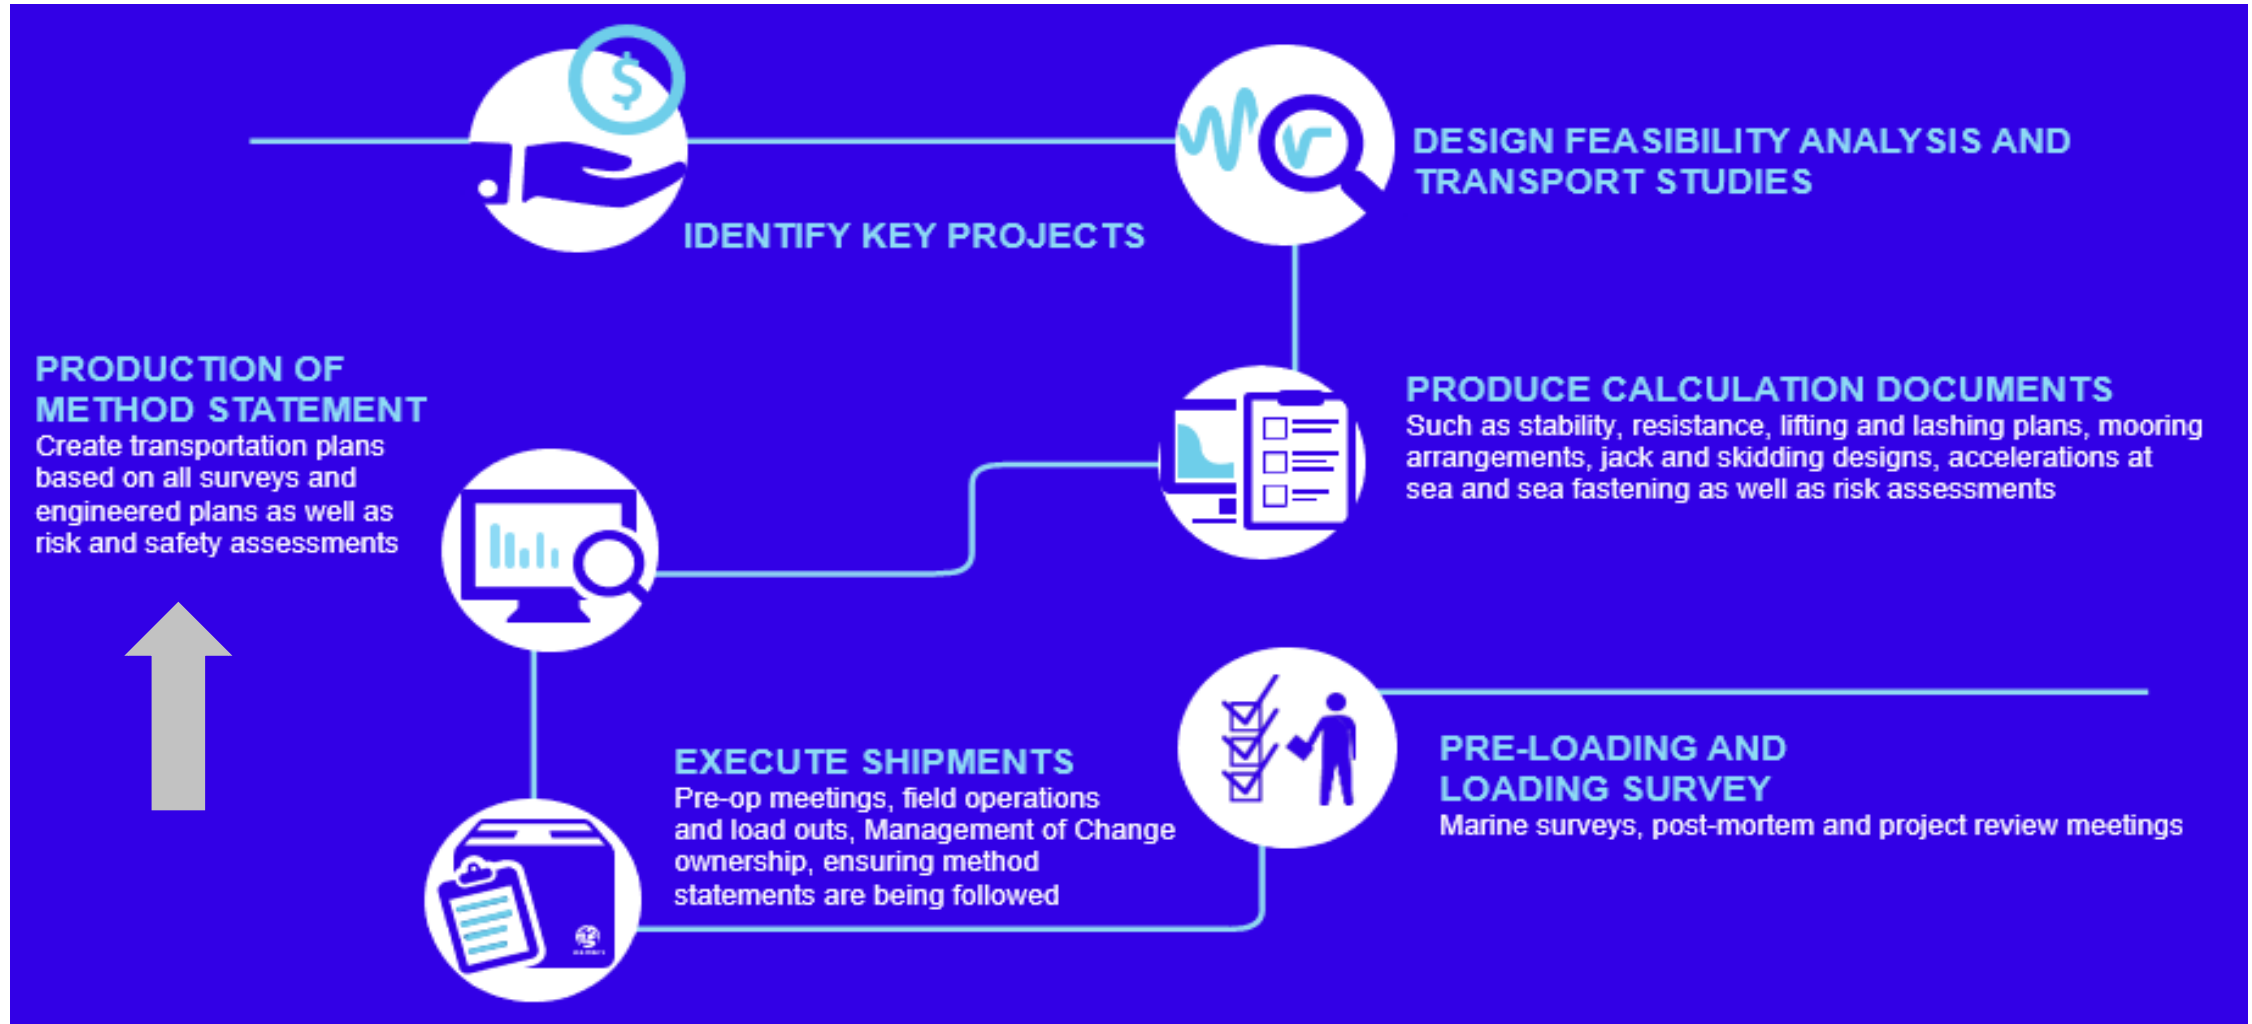 $
IDENTIFY KEY PROJECTS
DESIGN FEASIBILITY ANALYSIS AND
TRANSPORT STUDIES
PRODUCE CALCULATION DOCUMENTS
Such as stability, resistance, lifting and lashing plans, mooring
arrangements, jack and skidding designs, accelerations at
sea and sea fastening as well as risk assessments
PRODUCTION OF
METHOD STATEMENT
Create transportation plans
based on all surveys and
engineered plans as well as
risk and safety assessments
EXECUTE SHIPMENTS
Pre-op meetings, field operations
and load outs, Management of Change
ownership, ensuring method
statements are being followed
PRE-LOADING AND
LOADING SURVEY
Marine surveys, post-mortem and project review meetings